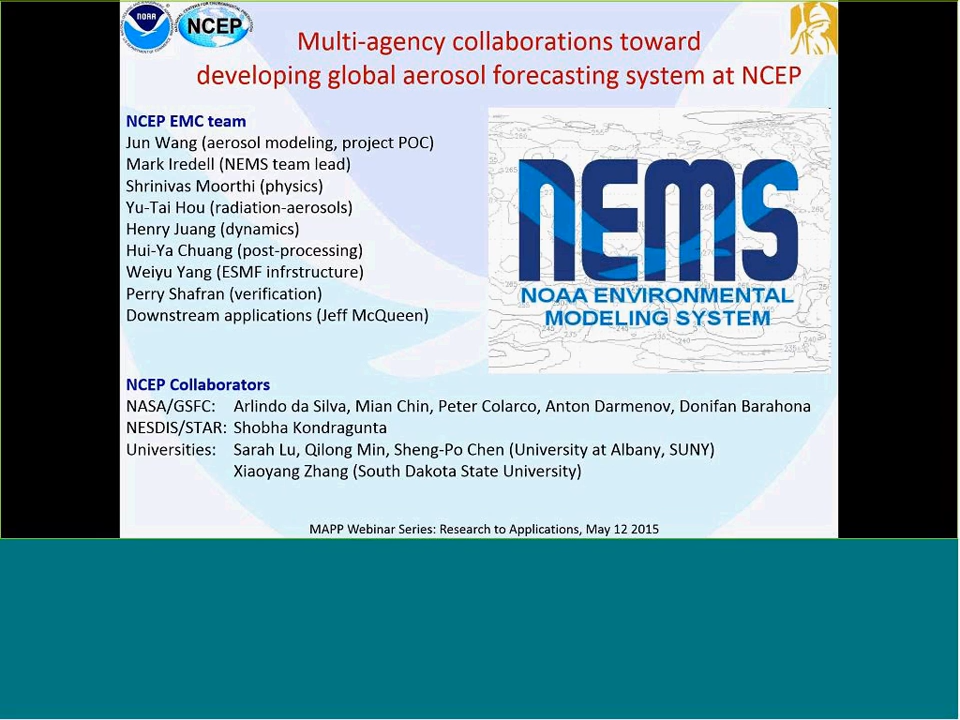 NOAA
NCEP
Multi-agency collaborations toward
developing global aerosol forecasting system at NCEP
NCEP EMC team
Jun Wang (aerosol modeling, project POC)
Mark Iredell (NEMS team lead)
Shrinivas Moorthi (physics)
Yu-Tai Hou (radiation-aerosols)
Henry Juang (dynamics)
Hui-Ya Chuang (post-processing)
Weiyu Yang (ESMF infrstructure)
Perry Shafran (verification)
Downstream applications (Jeff McQueen)
NEMS
NOAA ENVIRONMENTAL
MODELING SYSTEM
NCEP Collaborators
NASA/GSFC: Arlindo da Silva, Mian Chin, Peter Colarco, Anton Darmenov, Donifan Barahona
NESDIS/STAR: Shobha Kondragunta
Universities: Sarah Lu, Qilong Min, Sheng-Po Chen (University at Albany, SUNY)
Xiaoyang Zhang (South Dakota State University)
MAPP Webinar Series: Research to Applications, May 12 2015